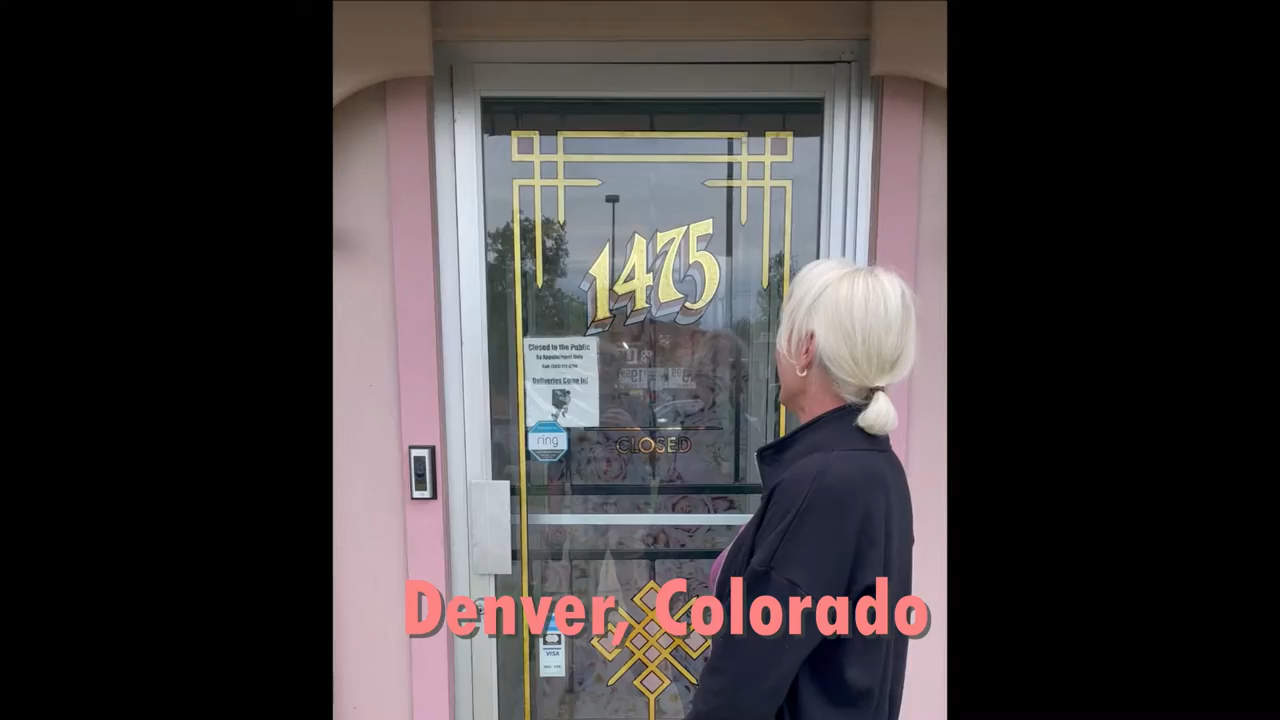 1475
Closed to the Public
By Appointment Only
Deliveries Come In!
ring
CLOSED
Denver, Colorado
VISA